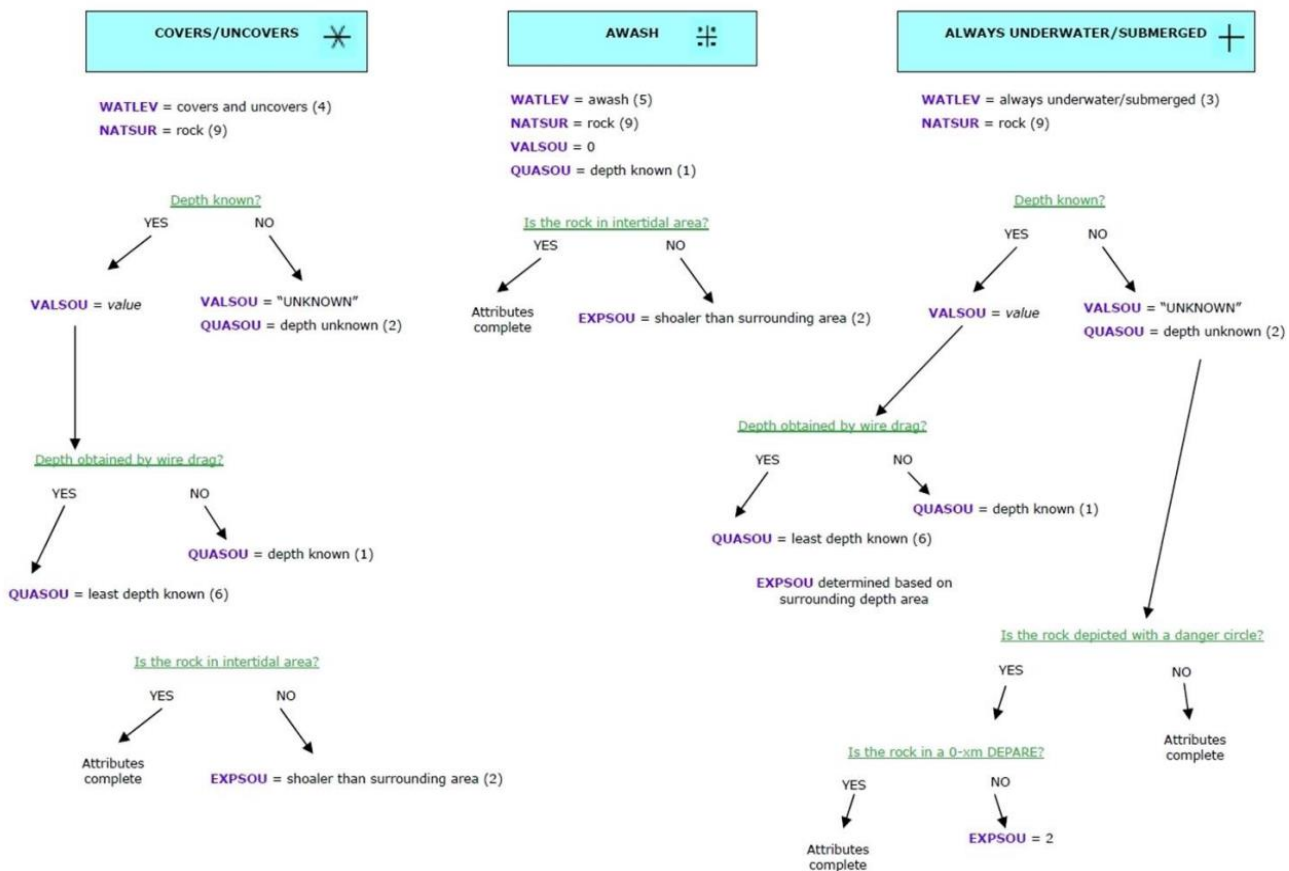 COVERS/UNCOVERS
WATLEV = covers and uncovers (4)
NATSUR = rock (9)
Depth known?
YES
NO
VALSOU = value
VALSOU = "UNKNOWN"
QUASOU = depth unknown (2)
Depth obtained by wire drag?
YES
NO
QUASOU = depth known (1)
QUASOU = least depth known (6)
Is the rock in intertidal area?
YES
NO
Attributes
complete
EXPSOU = shoaler than surrounding area (2)
AWASH
WATLEV = awash (5)
NATSUR = rock (9)
VALSOU = 0
QUASOU = depth known (1)
Is the rock in intertidal area?
YES
NO
Attributes
complete
EXPSOU = shoaler than surrounding area (2)
ALWAYS UNDERWATER/SUBMERGED
WATLEV = always underwater/submerged (3)
NATSUR = rock (9)
Depth known?
YES
NO
VALSOU = value
VALSOU = "UNKNOWN"
QUASOU = depth unknown (2)
Depth obtained by wire drag?
YES
NO
QUASOU = depth known (1)
QUASOU = least depth known (6)
EXPSOU determined based on
surrounding depth area
Is the rock depicted with a danger circle?
YES
NO
Attributes
complete
Is the rock in a 0-xm DEPARE?
YES
NO
Attributes
complete
EXPSOU = 2